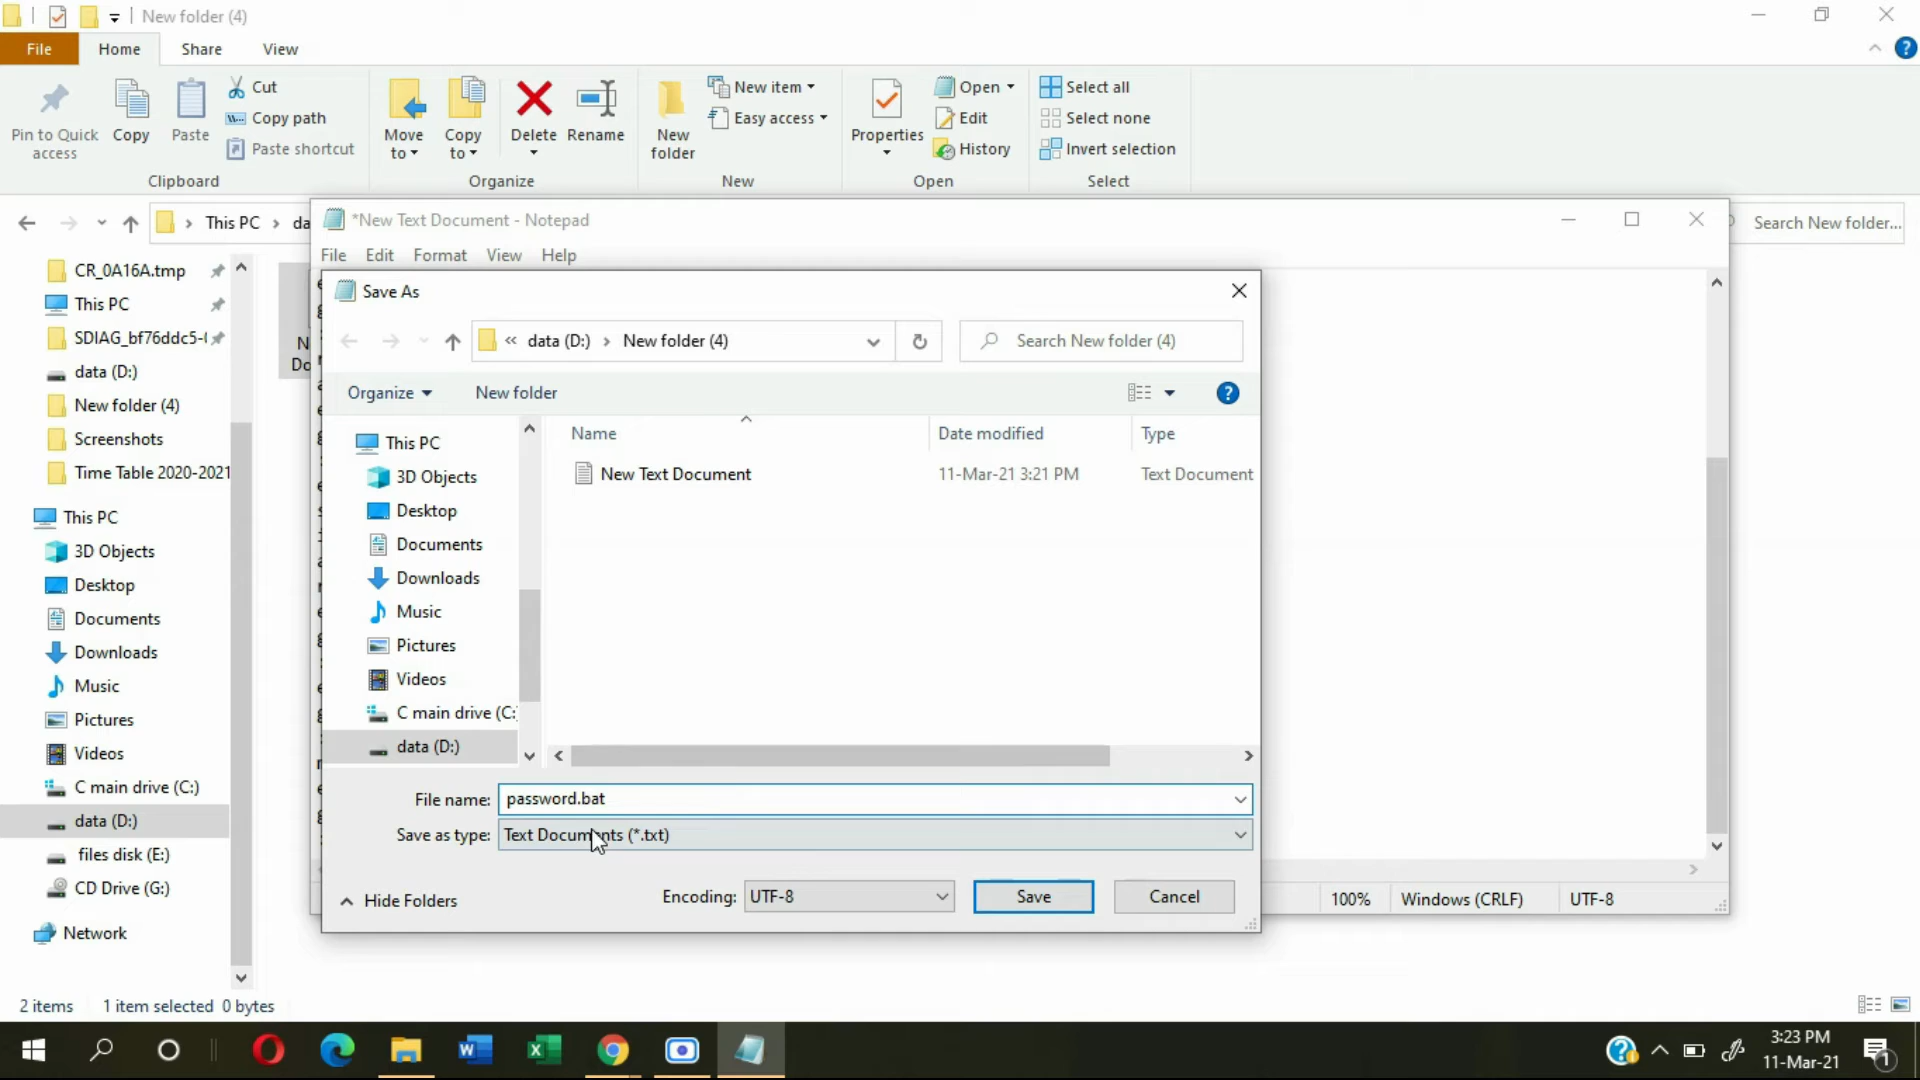 New folder (4)
File
Home
Share
View
Pin to Quick access
Copy
Paste
Cut
Copy path
Paste shortcut
Clipboard
Move to
Copy to
Delete
Rename
Organize
New folder
New item
Easy access
New
Properties
Open
Edit
History
Open
Select all
Select none
Invert selection
Select
This PC
Search New folder...
*New Text Document - Notepad
File
Edit
Format
View
Help
CR_0A16A.tmp
This PC
data (D:)
New folder (4)
Screenshots
Time Table 2020-2021
This PC
3D Objects
Desktop
Documents
Downloads
Music
Pictures
Videos
C main drive (C:)
data (D:)
files disk (E:)
CD Drive (G:)
Network
Save As
« data (D:) › New folder (4)
Search New folder (4)
Organize
New folder
Name
Date modified
Type
This PC
3D Objects
Desktop
Documents
Downloads
Music
Pictures
Videos
C main drive (C:
data (D:)
New Text Document
11-Mar-21 3:21 PM
Text Document
File name: password.bat
Save as type: Text Documents (*.txt)
Hide Folders
Encoding: UTF-8
Save
Cancel
100%
Windows (CRLF)
UTF-8
2 items
1 item selected 0 bytes
3:23 PM
11-Mar-21
1